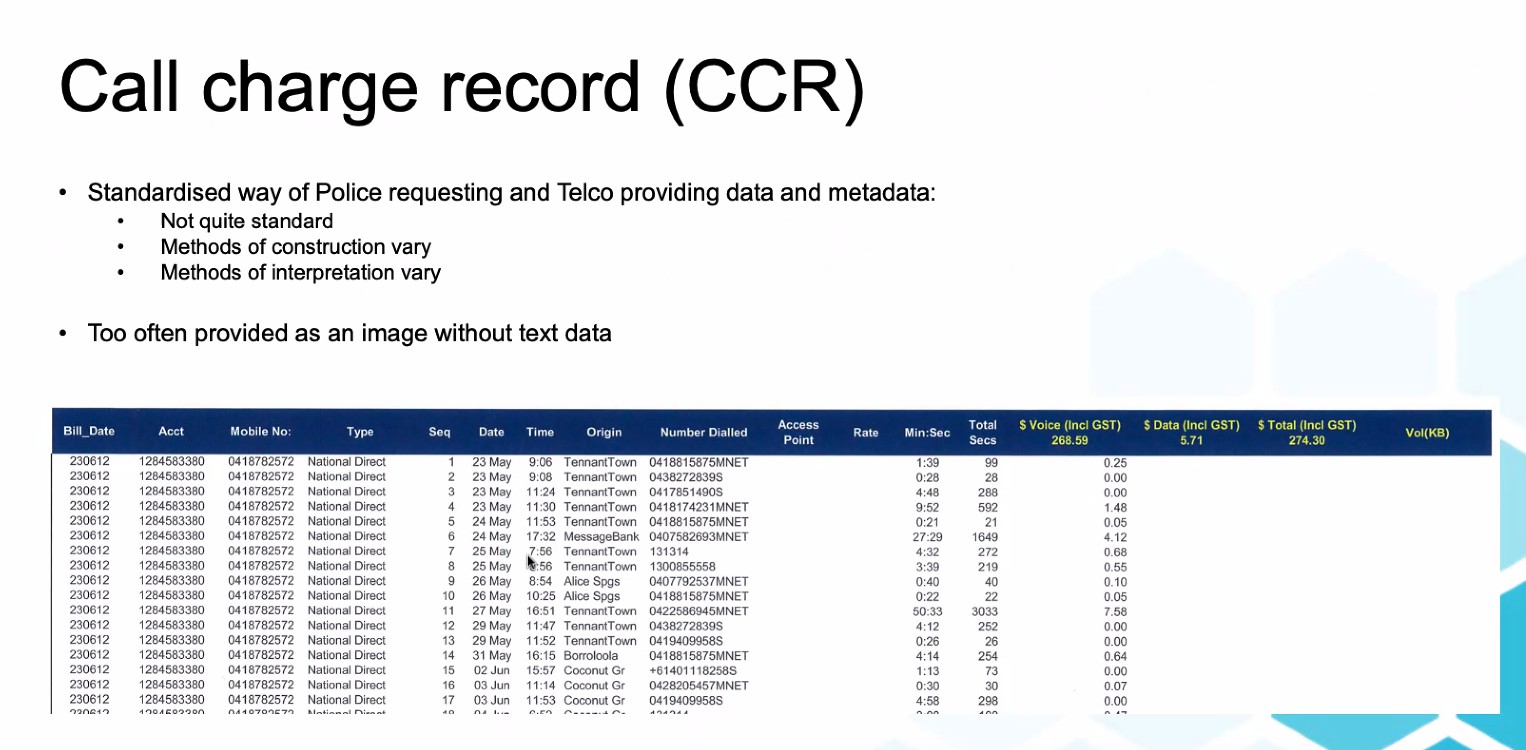 Call charge record (CCR)
• Standardised way of Police requesting and Telco providing data and metadata:
• Not quite standard
• Methods of construction vary
• Methods of interpretation vary
• Too often provided as an image without text data
Bill_Date Acct Mobile No: Type Seq Date Time Origin Number Dialled Access Point Rate Min:Sec Total Secs $ Voice (Incl GST) 268.59 $ Data (Incl GST) 5.71 $ Total (Incl GST) 274.30 Vol(KB)
230612 1284583380 0418782572 National Direct 1 23 May 9:06 TennantTown 0418815875MNET 1:39 99 0.25
230612 1284583380 0418782572 National Direct 2 23 May 9:08 TennantTown 0438272839S 0:28 28 0.00
230612 1284583380 0418782572 National Direct 3 23 May 11:24 TennantTown 0417851490S 4:48 288 0.00
230612 1284583380 0418782572 National Direct 4 23 May 11:30 TennantTown 0418174231MNET 9:52 592 1.48
230612 1284583380 0418782572 National Direct 5 24 May 11:53 TennantTown 0418815875MNET 0:21 21 0.05
230612 1284583380 0418782572 National Direct 6 24 May 17:32 MessageBank 0407582693MNET 27:29 1649 4.12
230612 1284583380 0418782572 National Direct 7 25 May 7:56 TennantTown 131314 4:32 272 0.68
230612 1284583380 0418782572 National Direct 8 25 May TennantTown 1300855558 3:39 219 0.55
230612 1284583380 0418782572 National Direct 9 26 May 8:54 Alice Spgs 0407792537MNET 0:40 40 0.10
230612 1284583380 0418782572 National Direct 10 26 May 10:25 Alice Spgs 0418815875MNET 0:22 22 0.05
230612 1284583380 0418782572 National Direct 11 27 May 16:51 TennantTown 0422586945MNET 50:33 3033 7.58
230612 1284583380 0418782572 National Direct 12 29 May 11:47 TennantTown 0438272839S 4:12 252 0.00
230612 1284583380 0418782572 National Direct 13 29 May 11:52 TennantTown 0419409958S 0:26 26 0.00
230612 1284583380 0418782572 National Direct 14 31 May 16:15 Borroloola 0418815875MNET 4:14 254 0.64
230612 1284583380 0418782572 National Direct 15 02 Jun 15:57 Coconut Gr +61401118258S 1:13 73 0.00
230612 1284583380 0418782572 National Direct 16 03 Jun 11:14 Coconut Gr 0428205457MNET 0:30 30 0.07
230612 1284583380 0418782572 National Direct 17 03 Jun 11:53 Coconut Gr 0419409958S 4:58 298 0.00